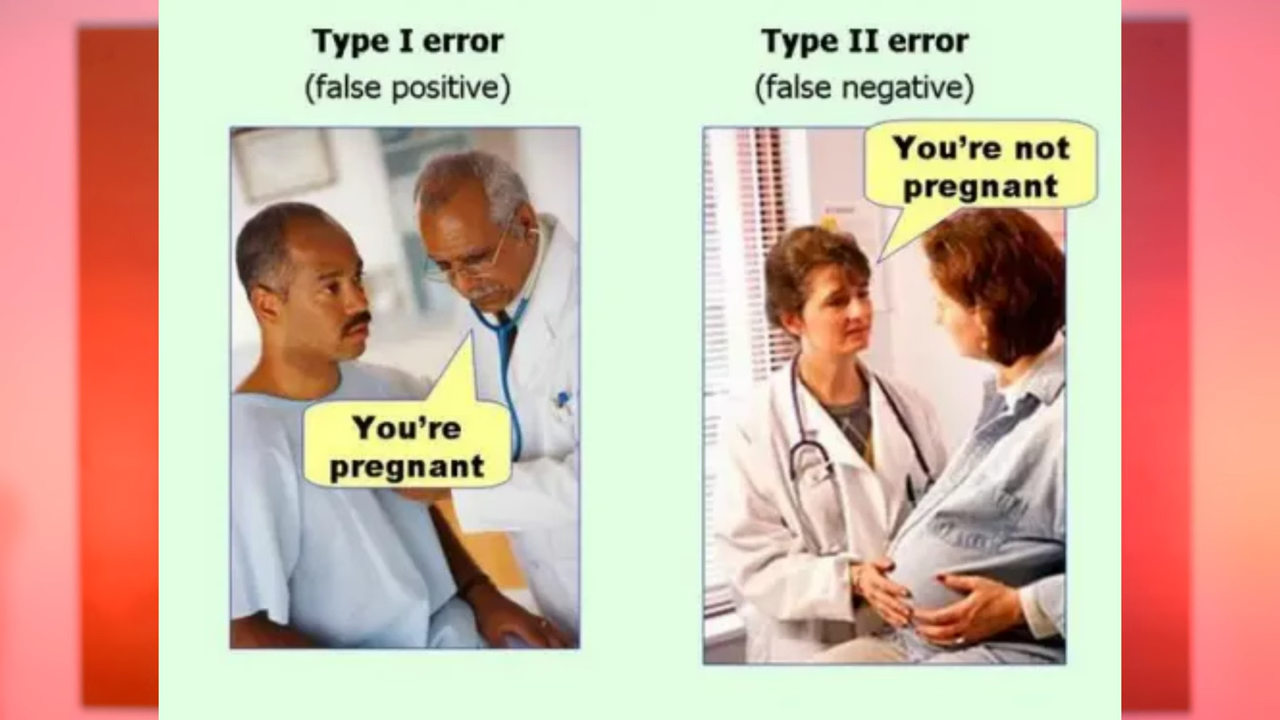 Type I error
(false positive)
You're
pregnant
Type II error
(false negative)
You're not
pregnant